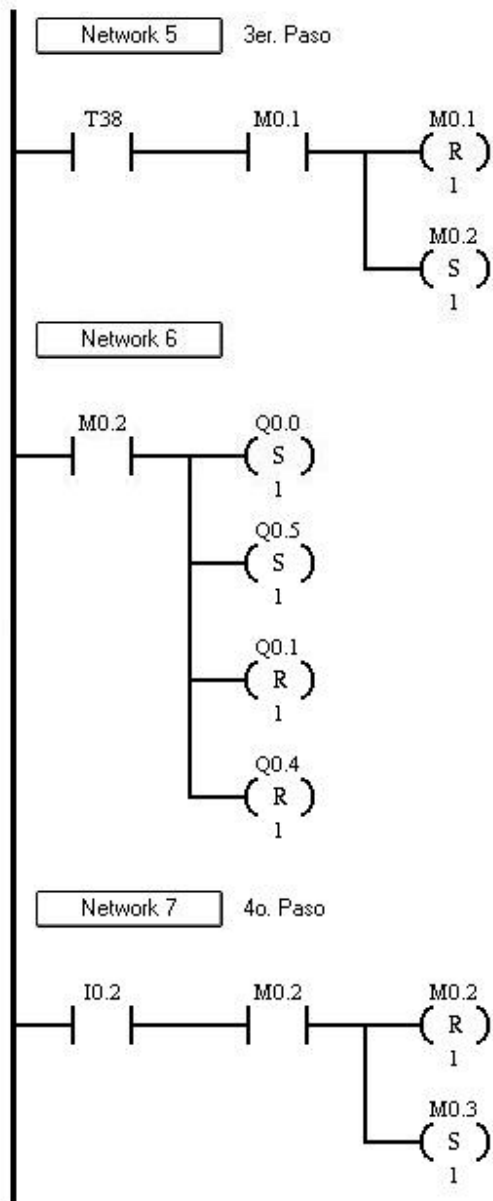 Network 5 3er. Paso
T38 M0.1 M0.1
R
1
M0.2
S
1
Network 6
M0.2 Q0.0
S
1
Q0.5
S
1
Q0.1
R
1
Q0.4
R
1
Network 7 4o. Paso
I0.2 M0.2 M0.2
R
1
M0.3
S
1